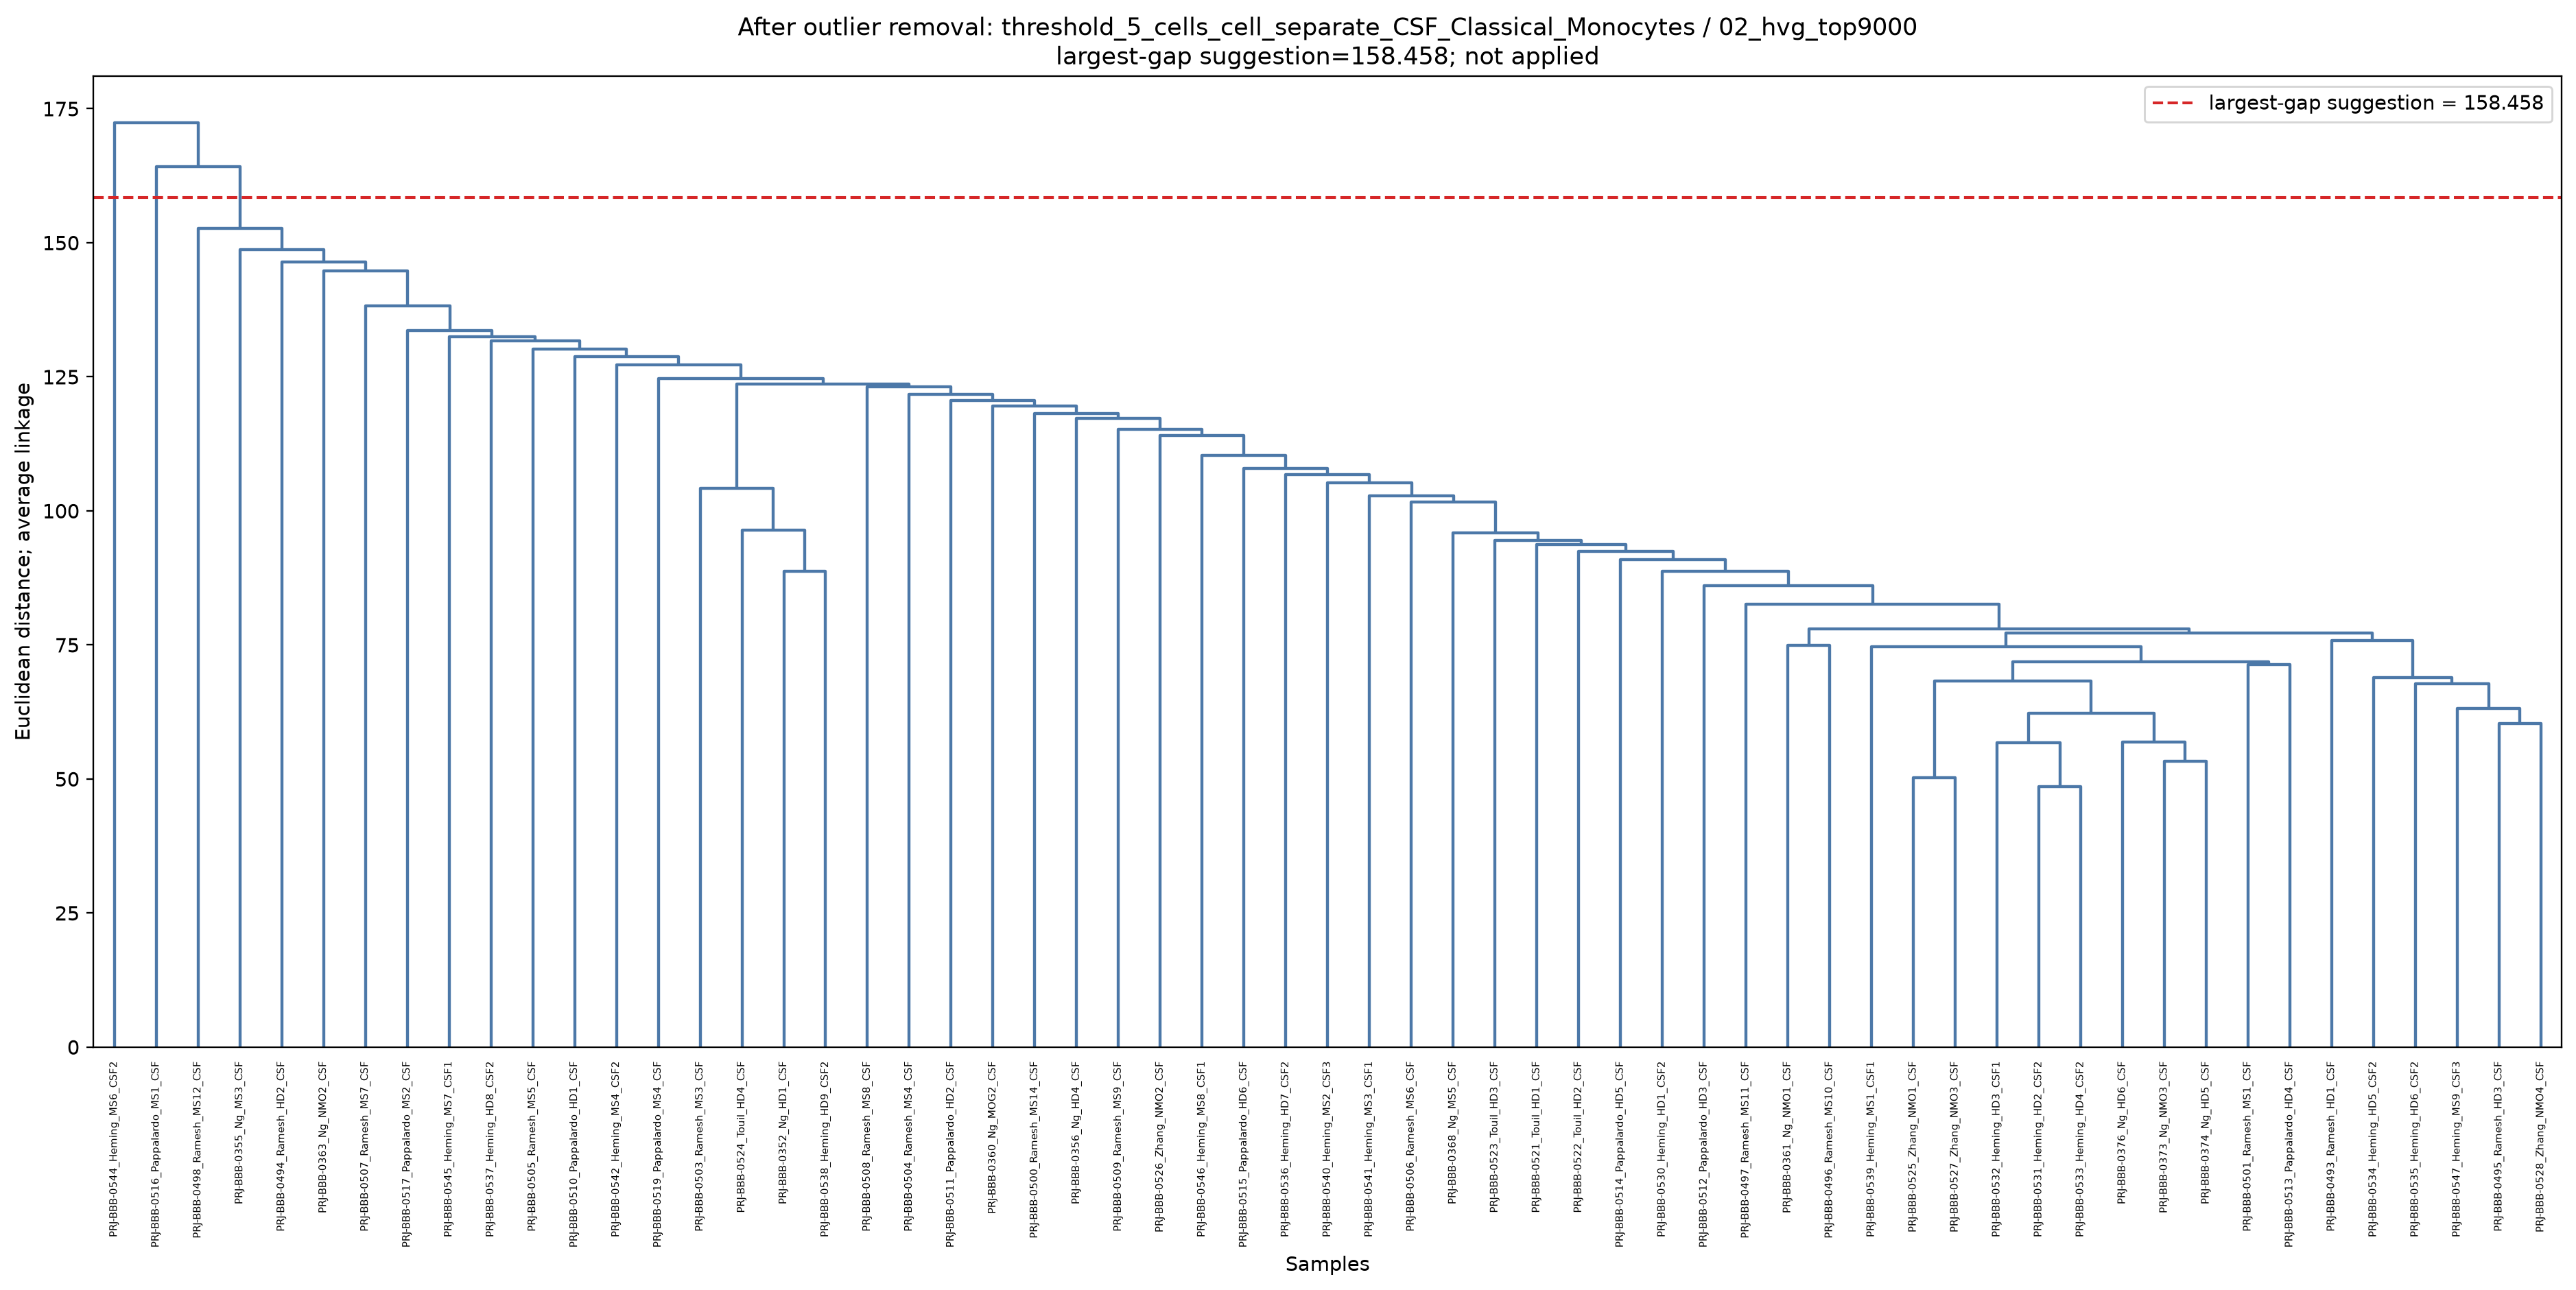 After outlier removal: threshold_5_cells_cell_separate_CSF_Classical_Monocytes / 02_hvg_top9000
largest-gap suggestion=158.458; not applied
largest-gap suggestion = 158.458
Euclidean distance; average linkage
175
150
125
100
75
50
25
0
PRJ-BBB-0544_Heming_MS6_CSF2
PRJ-BBB-0516_Pappalardo_MS1_CSF
PRJ-BBB-0498_Ramesh_MS12_CSF
PRJ-BBB-0355_Ng_MS3_CSF
PRJ-BBB-0494_Ramesh_HD2_CSF
PRJ-BBB-0363_Ng_NMO2_CSF
PRJ-BBB-0507_Ramesh_MS7_CSF
PRJ-BBB-0517_Pappalardo_MS2_CSF
PRJ-BBB-0545_Heming_MS7_CSF1
PRJ-BBB-0537_Heming_HD8_CSF2
PRJ-BBB-0505_Ramesh_MS5_CSF
PRJ-BBB-0510_Pappalardo_HD1_CSF
PRJ-BBB-0542_Heming_MS4_CSF2
PRJ-BBB-0519_Pappalardo_MS4_CSF
PRJ-BBB-0503_Ramesh_MS3_CSF
PRJ-BBB-0524_Touil_HD4_CSF
PRJ-BBB-0352_Ng_HD1_CSF
PRJ-BBB-0538_Heming_HD9_CSF2
PRJ-BBB-0508_Ramesh_MS8_CSF
PRJ-BBB-0504_Ramesh_MS4_CSF
PRJ-BBB-0511_Pappalardo_HD2_CSF
PRJ-BBB-0360_Ng_MOG2_CSF
PRJ-BBB-0500_Ramesh_MS14_CSF
PRJ-BBB-0356_Ng_HD4_CSF
PRJ-BBB-0509_Ramesh_MS9_CSF
PRJ-BBB-0526_Zhang_NMO2_CSF
PRJ-BBB-0546_Heming_MS8_CSF1
PRJ-BBB-0515_Pappalardo_HD6_CSF
PRJ-BBB-0536_Heming_HD7_CSF2
PRJ-BBB-0540_Heming_MS2_CSF3
PRJ-BBB-0541_Heming_MS3_CSF1
PRJ-BBB-0506_Ramesh_MS6_CSF
PRJ-BBB-0368_Ng_MS5_CSF
PRJ-BBB-0523_Touil_HD3_CSF
PRJ-BBB-0521_Touil_HD1_CSF
PRJ-BBB-0522_Touil_HD2_CSF
PRJ-BBB-0514_Pappalardo_HD5_CSF
PRJ-BBB-0530_Heming_HD1_CSF2
PRJ-BBB-0512_Pappalardo_HD3_CSF
PRJ-BBB-0497_Ramesh_MS11_CSF
PRJ-BBB-0361_Ng_NMO1_CSF
PRJ-BBB-0496_Ramesh_MS10_CSF
PRJ-BBB-0539_Heming_MS1_CSF1
PRJ-BBB-0525_Zhang_NMO1_CSF
PRJ-BBB-0527_Zhang_NMO3_CSF
PRJ-BBB-0532_Heming_HD3_CSF1
PRJ-BBB-0531_Heming_HD2_CSF2
PRJ-BBB-0533_Heming_HD4_CSF2
PRJ-BBB-0376_Ng_HD6_CSF
PRJ-BBB-0373_Ng_NMO3_CSF
PRJ-BBB-0374_Ng_HD5_CSF
PRJ-BBB-0501_Ramesh_MS1_CSF
PRJ-BBB-0513_Pappalardo_HD4_CSF
PRJ-BBB-0493_Ramesh_HD1_CSF
PRJ-BBB-0534_Heming_HD5_CSF2
PRJ-BBB-0535_Heming_HD6_CSF2
PRJ-BBB-0547_Heming_MS9_CSF3
PRJ-BBB-0495_Ramesh_HD3_CSF
PRJ-BBB-0528_Zhang_NMO4_CSF
Samples